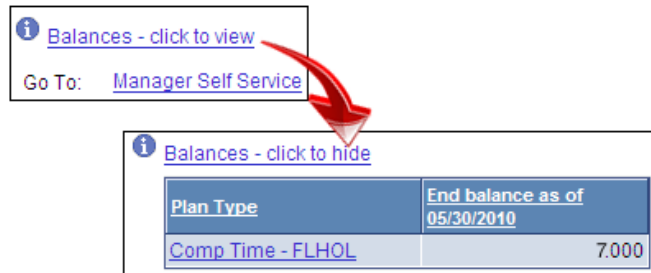 Balances - click to view
Go To: Manager Self Service
Balances - click to hide
Plan Type End balance as of
05/30/2010
Comp Time - FLHOL 7.000